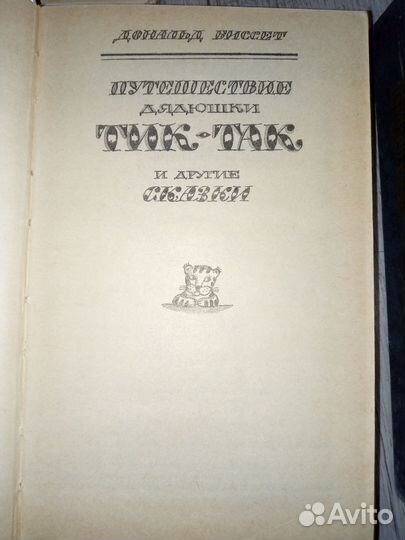 ДОНАЛЬД БИССЕТ
ПУТЕШЕСТВИЕ
ДЯДЮШКИ
ТИК-ТАК
И ДРУГИЕ
СКАЗКИ
Avito